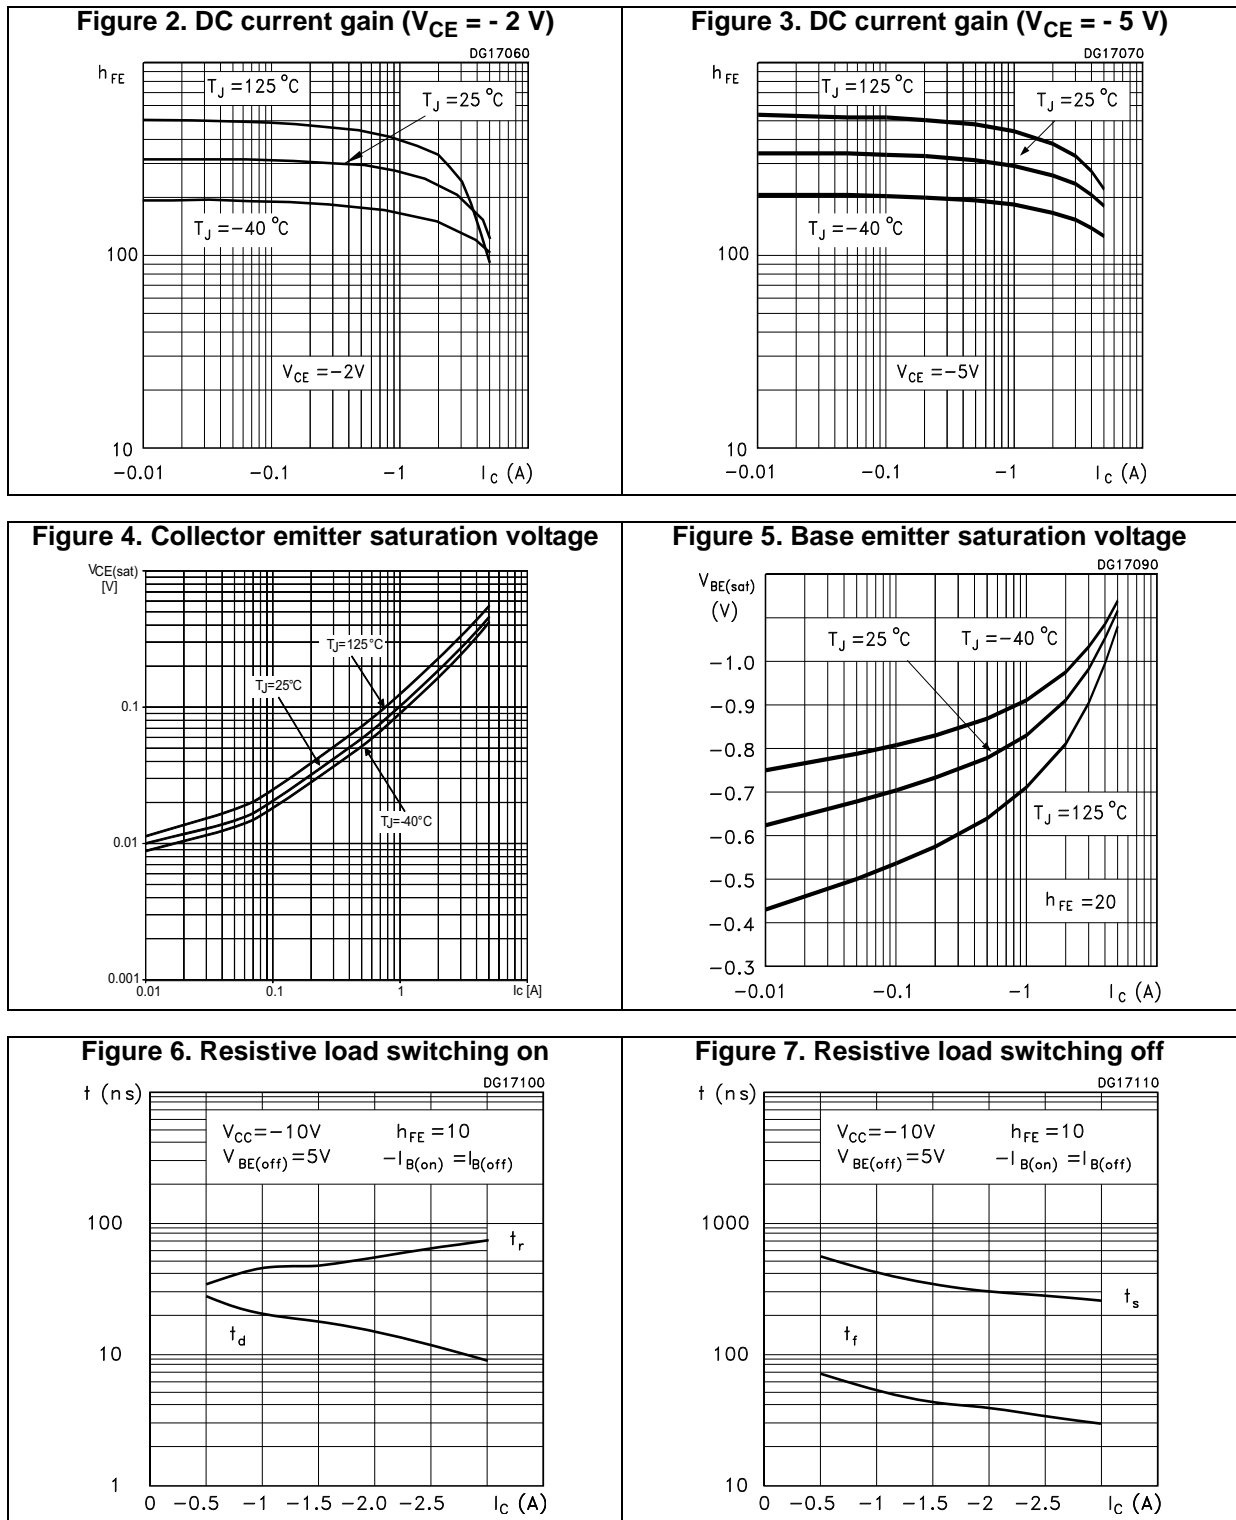 Figure 2. DC current gain (VCE = - 2 V)
DG17060
hFE
TJ =125 °C
TJ =25 °C
TJ =-40 °C
100
VCE =-2V
10
-0.01 -0.1 -1 IC (A)
Figure 3. DC current gain (VCE = - 5 V)
DG17070
hFE
TJ =125 °C
TJ =25 °C
TJ =-40 °C
100
VCE =-5V
10
-0.01 -0.1 -1 IC (A)
Figure 4. Collector emitter saturation voltage
VCE(sat)
[V]
TJ=125°C
TJ=25°C
0.1
TJ=-40°C
0.01
0.001
0.01 0.1 1 Ic [A]
Figure 5. Base emitter saturation voltage
DG17090
VBE(sat)
(V)
TJ =25 °C TJ =-40 °C
-1.0
-0.9
-0.8
-0.7
TJ =125 °C
-0.6
-0.5
hFE =20
-0.4
-0.3
-0.01 -0.1 -1 IC (A)
Figure 6. Resistive load switching on
DG17100
t (ns)
VCC=-10V hFE =10
VBE(off) =5V -IB(on) =IB(off)
100
tr
td
10
1
0 -0.5 -1 -1.5 -2.0 -2.5 IC (A)
Figure 7. Resistive load switching off
DG17110
t (ns)
VCC=-10V hFE =10
VBE(off) =5V -IB(on) =IB(off)
1000
ts
tf
100
10
0 -0.5 -1 -1.5 -2 -2.5 IC (A)